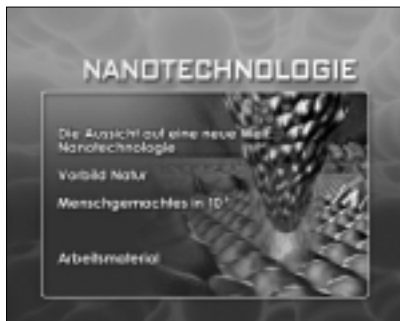 NANOTECHNOLOGIE
Die Aussicht auf eine neue Welt:
Nanotechnologie
Vorbild Natur
Menschgemachtes in 10
Arbeitsmaterial